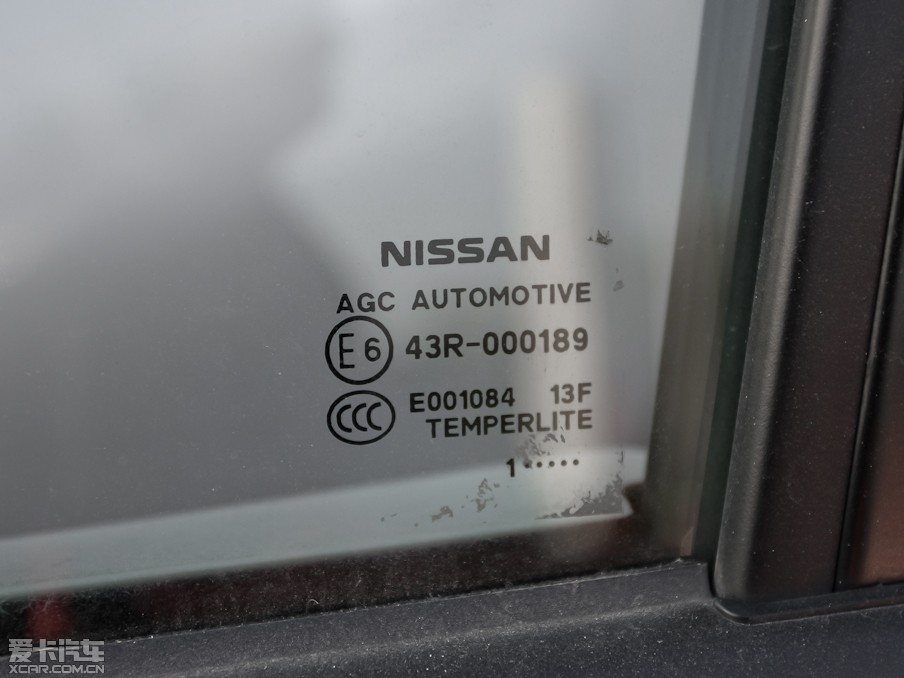 NISSAN
AGC AUTOMOTIVE
E6 43R-000189
CCC E001084 13F
TEMPERLITE
1••••••
爱卡汽车
XCAR.COM.CN